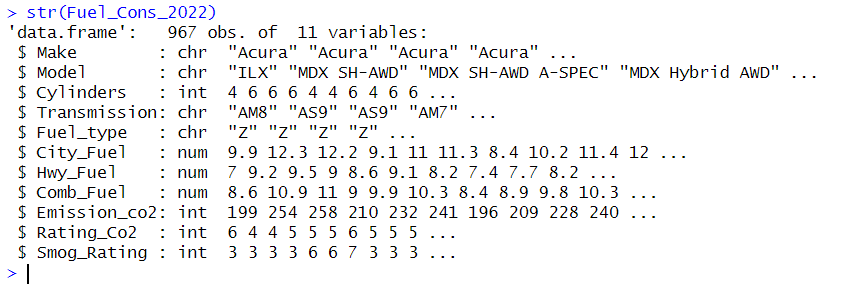 > str(Fuel_Cons_2022)
'data.frame':   967 obs. of  11 variables:
 $ Make        : chr  "Acura" "Acura" "Acura" "Acura" ...
 $ Model       : chr  "ILX" "MDX SH-AWD" "MDX SH-AWD A-SPEC" "MDX Hybrid AWD" ...
 $ Cylinders   : int  4 6 6 6 4 4 6 4 6 6 ...
 $ Transmission: chr  "AM8" "AS9" "AS9" "AM7" ...
 $ Fuel_type   : chr  "Z" "Z" "Z" "Z" ...
 $ City_Fuel   : num  9.9 12.3 12.2 9.1 11 11.3 8.4 10.2 11.4 12 ...
 $ Hwy_Fuel    : num  7 9.2 9.5 9 8.6 9.1 8.2 7.4 7.7 8.2 ...
 $ Comb_Fuel   : num  8.6 10.9 11 9 9.9 10.3 8.4 8.9 9.8 10.3 ...
 $ Emission_co2: int  199 254 258 210 232 241 196 209 228 240 ...
 $ Rating_Co2  : int  6 4 4 5 5 5 6 5 5 5 ...
 $ Smog_Rating : int  3 3 3 3 6 6 7 3 3 3 ...
>